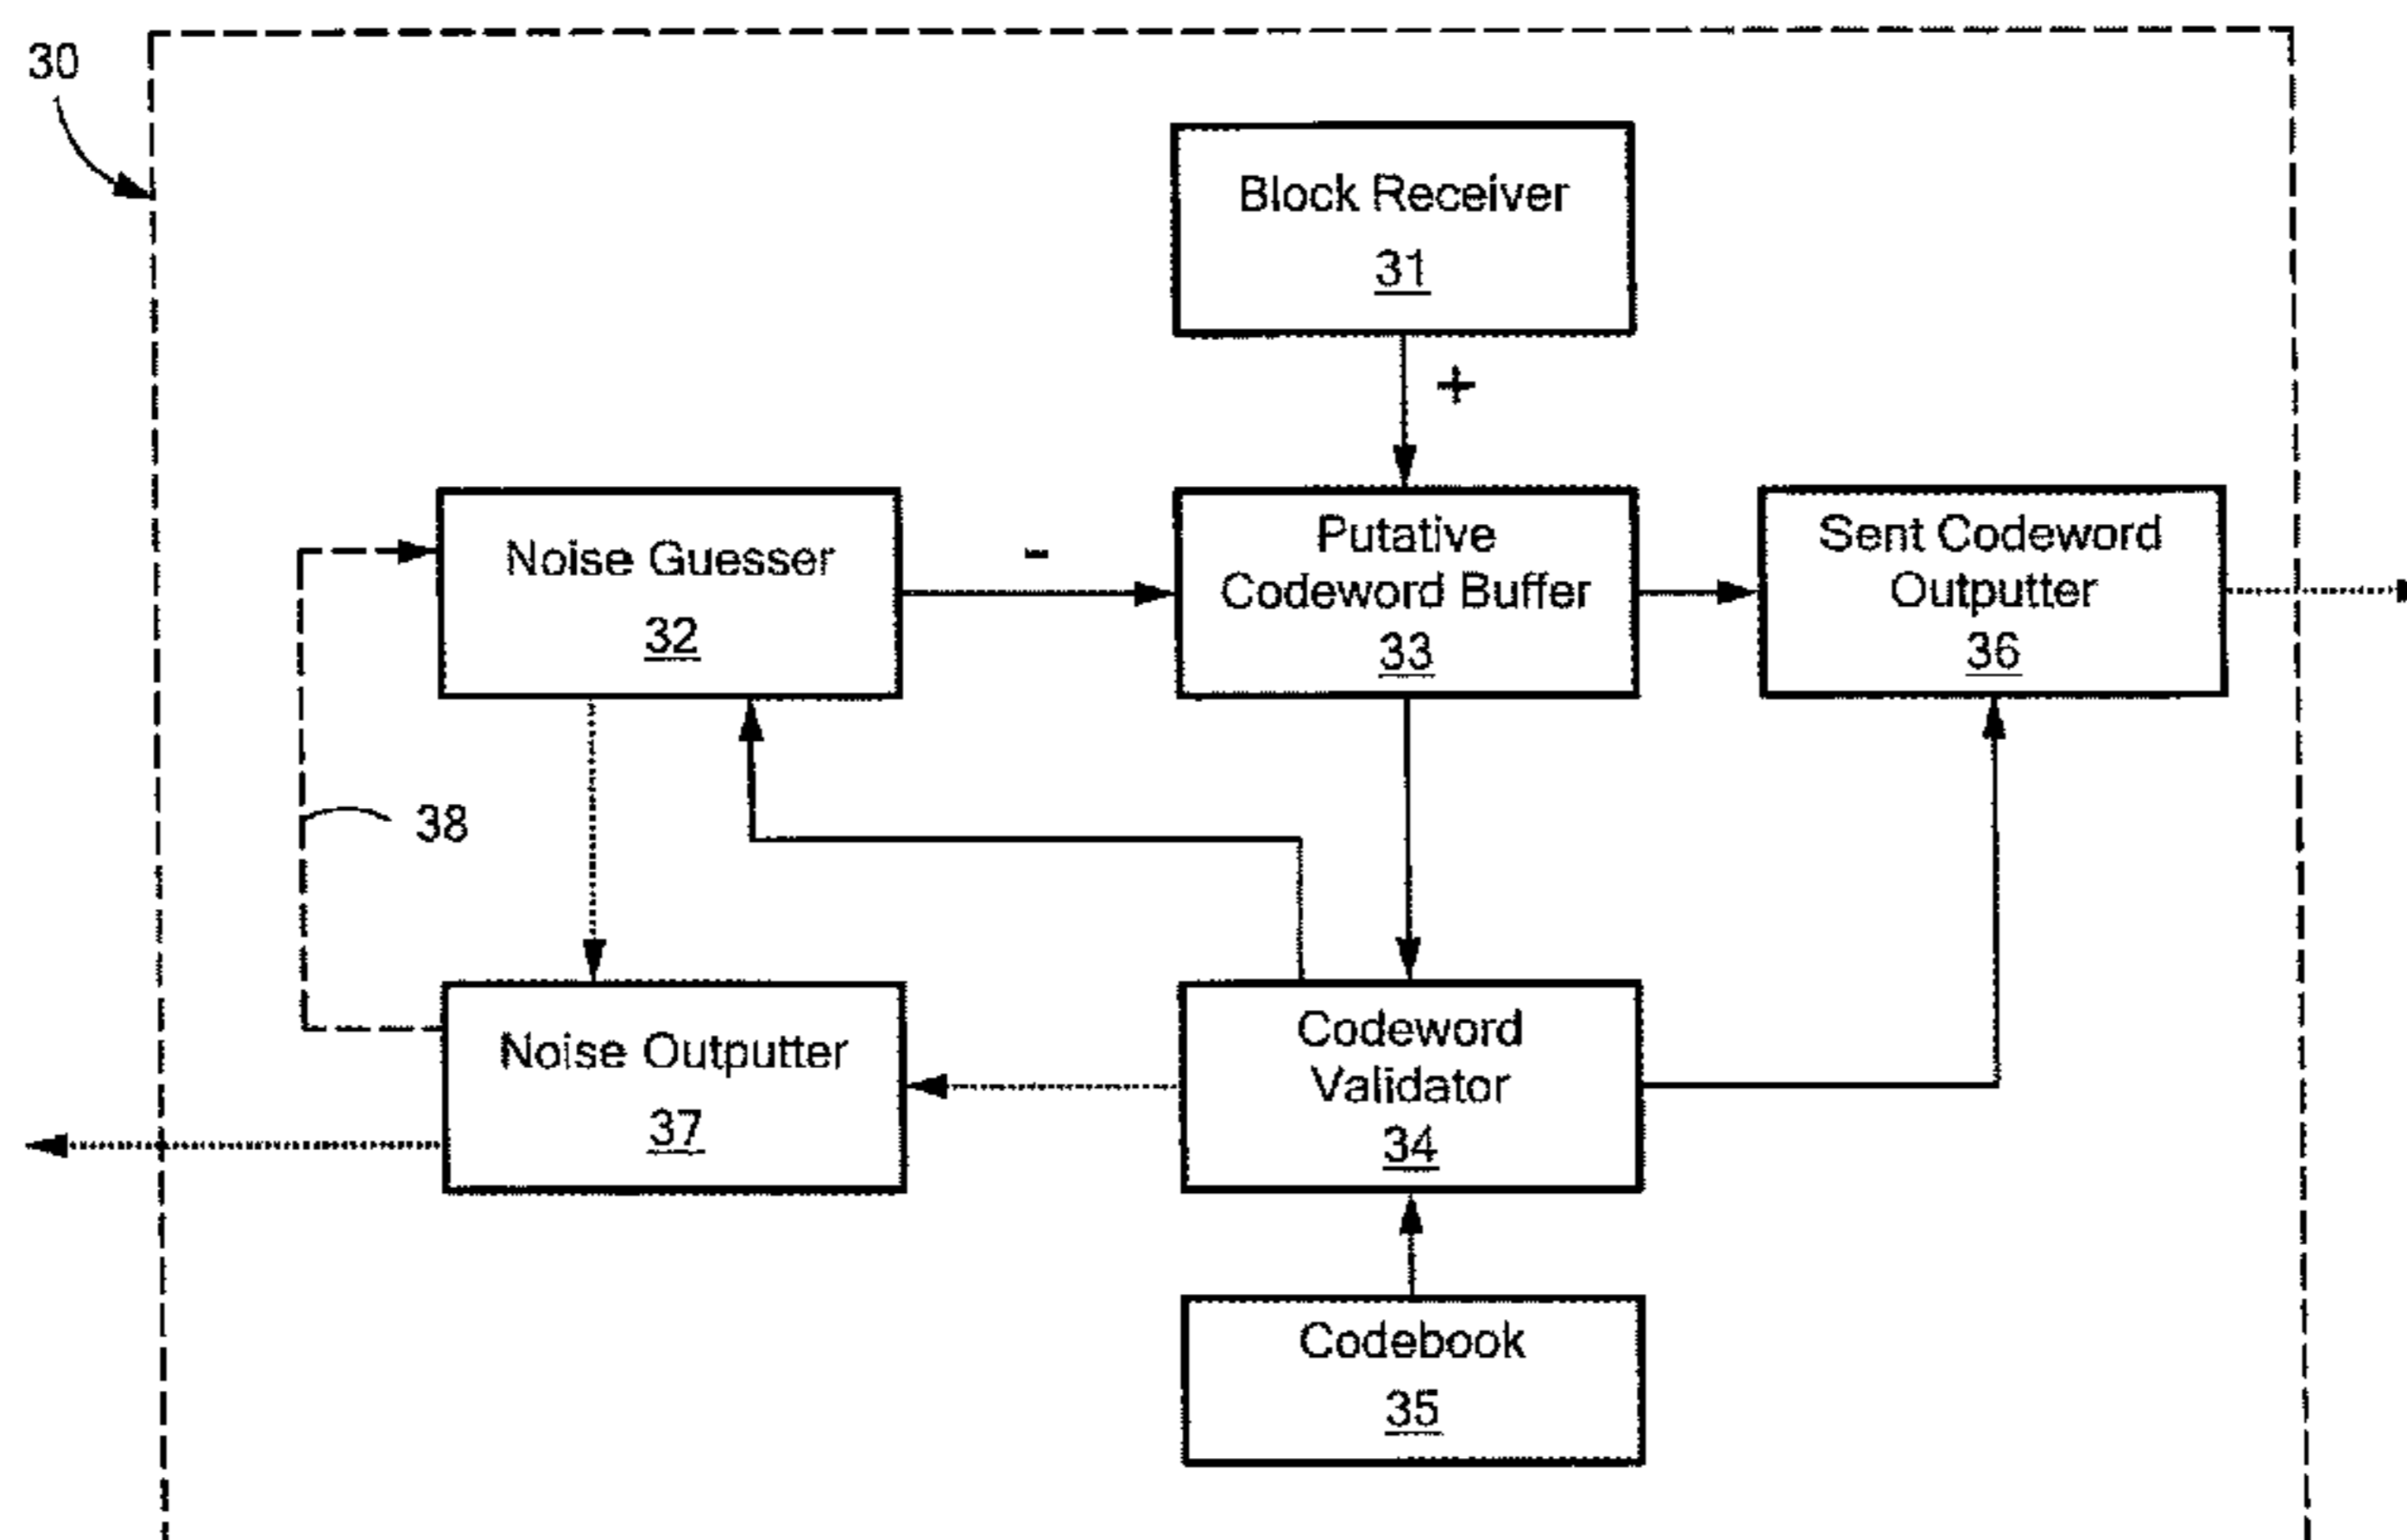 30
Block Receiver
31
+
Noise Guesser
32
-
Putative
Codeword Buffer
33
Sent Codeword
Outputter
36
38
Noise Outputter
37
Codeword
Validator
34
Codebook
35